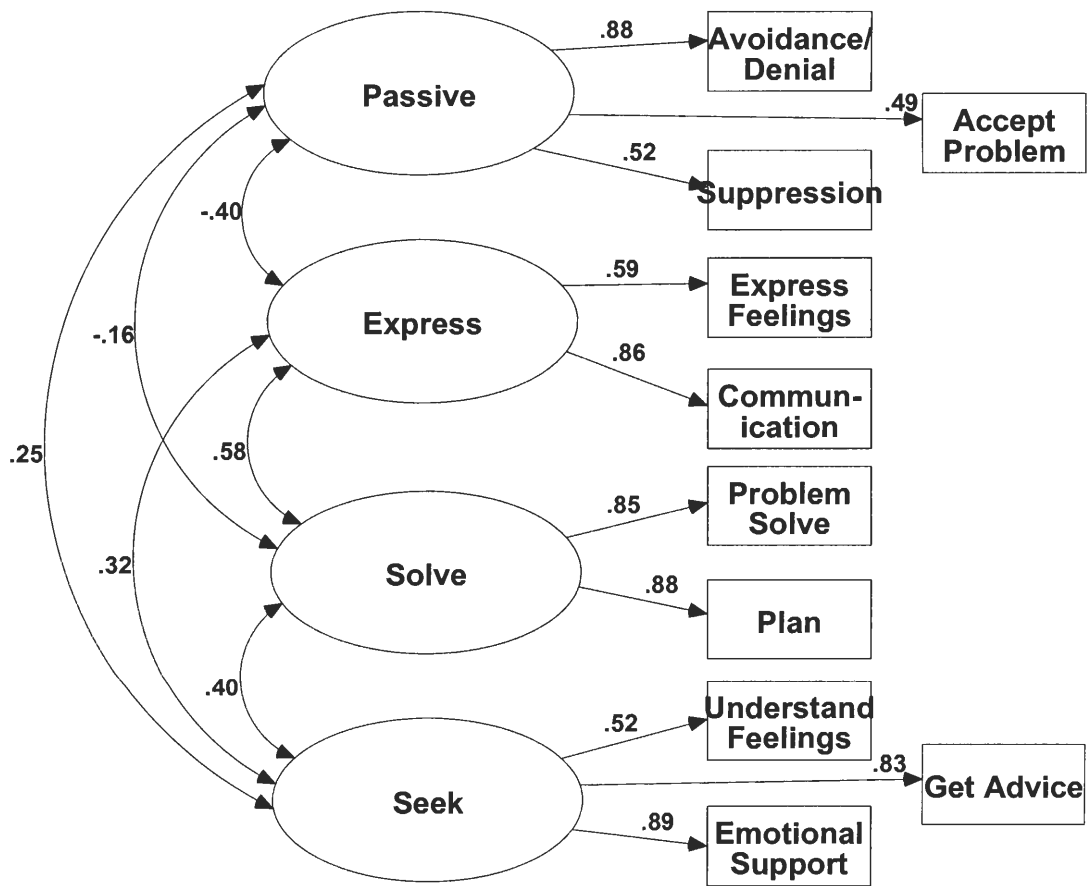 .88
Avoidance/
Denial
Passive
.49
Accept
Problem
.52
Suppression
-.40
.59
Express
Feelings
Express
-.16
.86
Commun-
ication
.25
.58
.85
Problem
Solve
.32
Solve
.88
Plan
.40
.52
Understand
Feelings
.83
Get Advice
Seek
.89
Emotional
Support